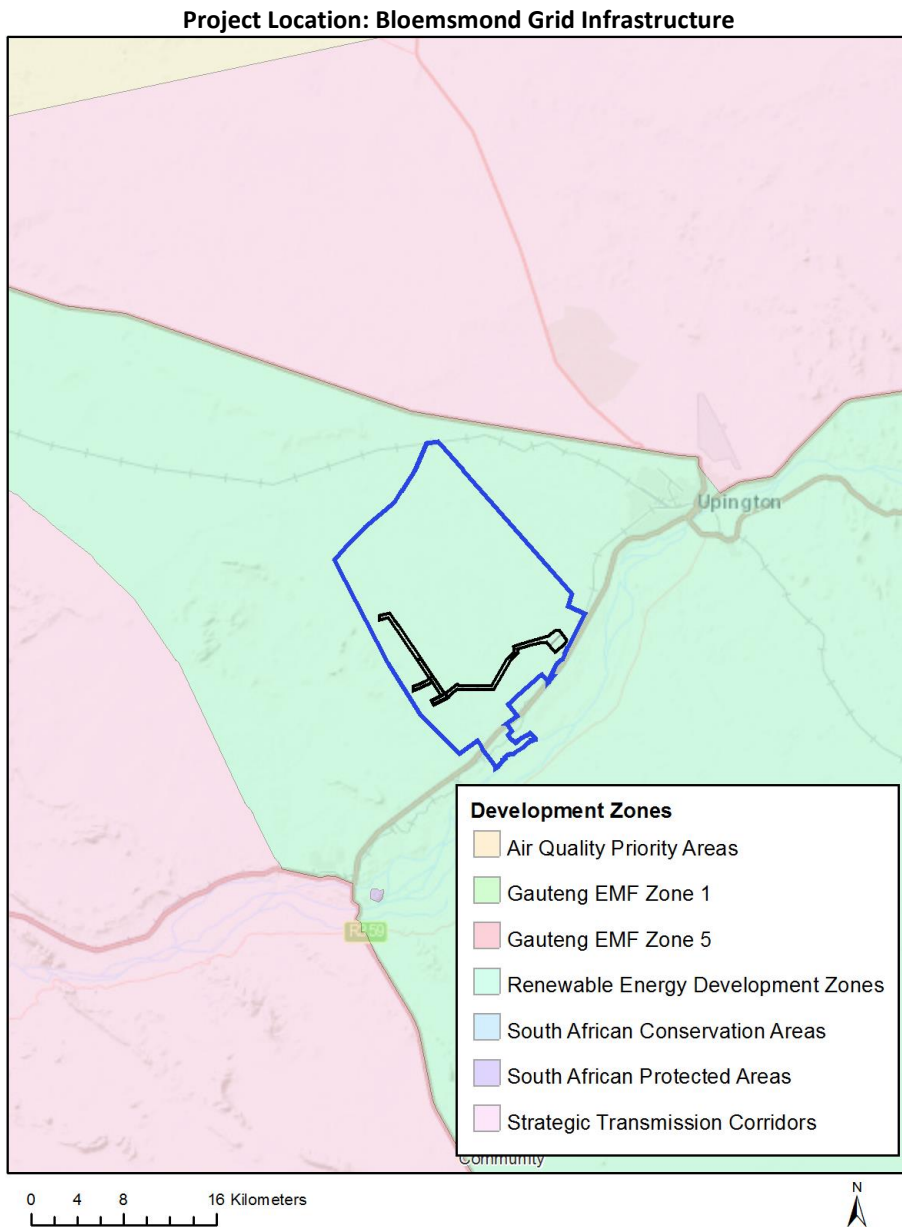 Project Location: Bloemsmond Grid Infrastructure
Upington
Development Zones
Air Quality Priority Areas
Gauteng EMF Zone 1
Gauteng EMF Zone 5
Renewable Energy Development Zones
South African Conservation Areas
South African Protected Areas
Strategic Transmission Corridors
Community
0 4 8 16 Kilometers
N